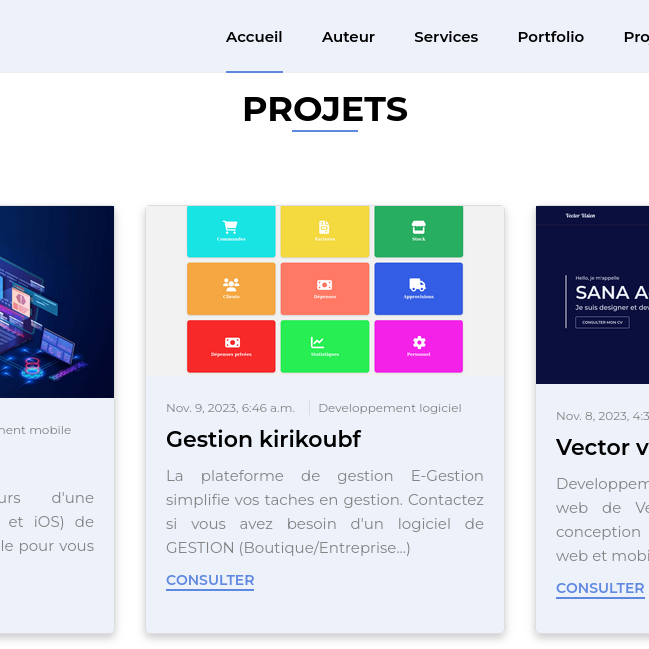 Accueil Auteur Services Portfolio
PROJETS
ment mobile
d'une
et iOS) de
le pour vous
Commandes Factures Stock
Clients Dépenses Approvisions
Dépenses privées Statistiques Personnel
Nov. 9, 2023, 6:46 a.m. Developpement logiciel
Gestion kirikoubf
La plateforme de gestion E-Gestion
simplifie vos taches en gestion. Contactez
si vous avez besoin d'un logiciel de
GESTION (Boutique/Entreprise...)
CONSULTER
Vector Vision
Hello, je m'appelle
SANA A
Je suis designer et dev
CONSULTER MON CV
Nov. 8, 2023, 4:3
Vector v
Developpem
web de Ve
conception
web et mobi
CONSULTER